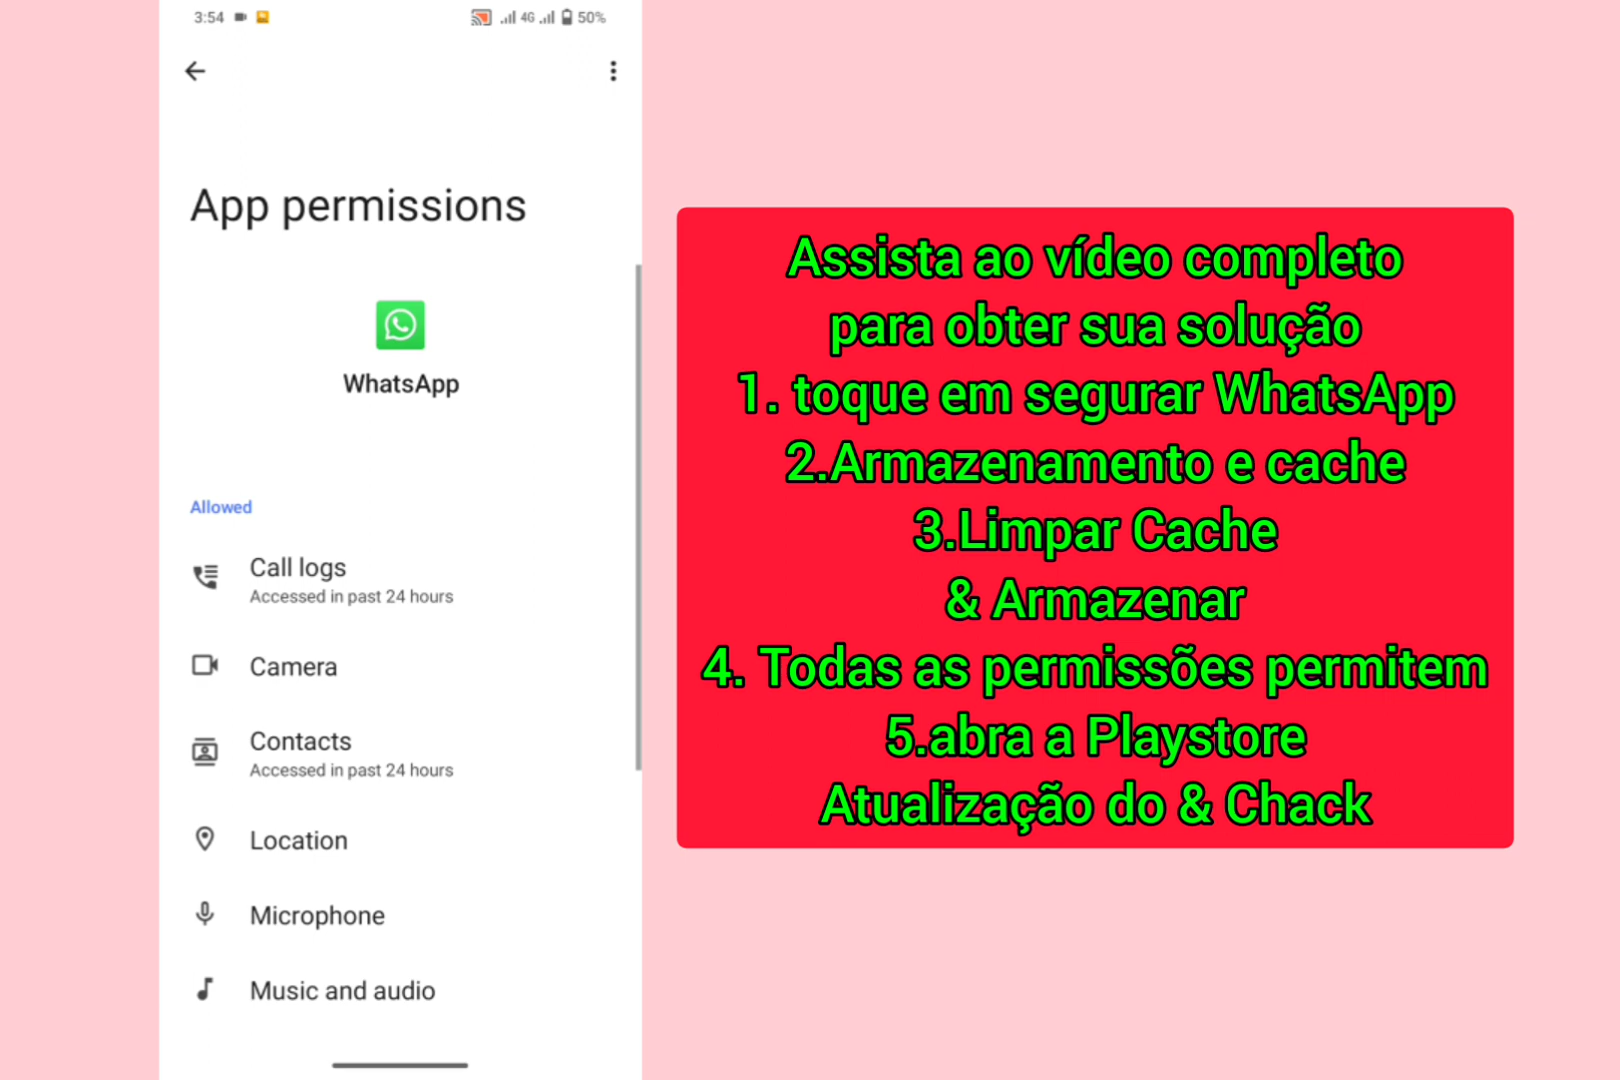 3:54
4G
50%
App permissions
WhatsApp
Allowed
Call logs
Accessed in past 24 hours
Camera
Contacts
Accessed in past 24 hours
Location
Microphone
Music and audio
Assista ao vídeo completo
para obter sua solução
1. toque em segurar WhatsApp
2.Armazenamento e cache
3.Limpar Cache
& Armazenar
4. Todas as permissões permitem
5.abra a Playstore
Atualização do & Chack